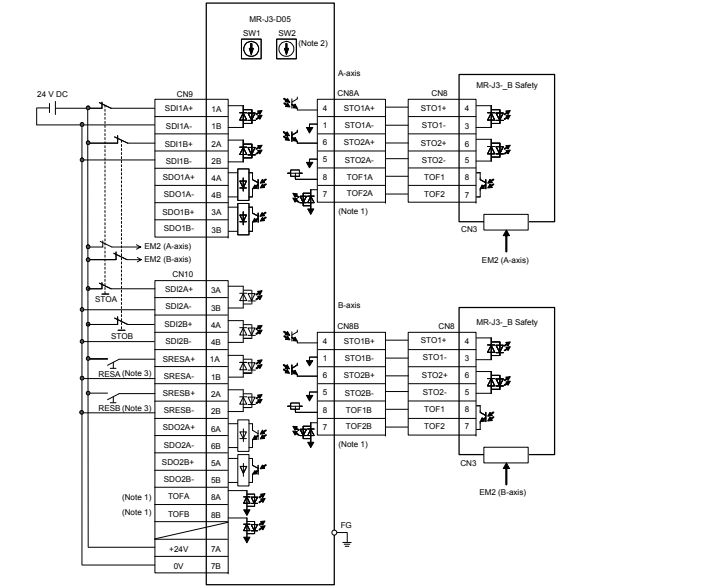 MR-J3-D05
SW1 SW2
(Note 2)
24 V DC
CN9
SDI1A+ 1A
SDI1A- 1B
SDI1B+ 2A
SDI1B- 2B
SDO1A+ 4A
SDO1A- 4B
SDO1B+ 3A
SDO1B- 3B
EM2 (A-axis)
EM2 (B-axis)
CN10
SDI2A+ 3A
STOA
SDI2A- 3B
SDI2B+ 4A
STOB
SDI2B- 4B
SRESA+ 1A
RESA (Note 3) SRESA- 1B
SRESB+ 2A
RESB (Note 3) SRESB- 2B
SDO2A+ 6A
SDO2A- 6B
SDO2B+ 5A
SDO2B- 5B
(Note 1) TOFA 8A
(Note 1) TOFB 8B
+24V 7A
0V 7B
FG
A-axis
CN8A CN8
MR-J3-_B Safety
4 STO1A+ STO1+ 4
1 STO1A- STO1- 3
6 STO2A+ STO2+ 6
5 STO2A- STO2- 5
8 TOF1A TOF1 8
7 TOF2A TOF2 7
(Note 1)
CN3
EM2 (A-axis)
B-axis
CN8B CN8
MR-J3-_B Safety
4 STO1B+ STO1+ 4
1 STO1B- STO1- 3
6 STO2B+ STO2+ 6
5 STO2B- STO2- 5
8 TOF1B TOF1 8
7 TOF2B TOF2 7
(Note 1)
CN3
EM2 (B-axis)